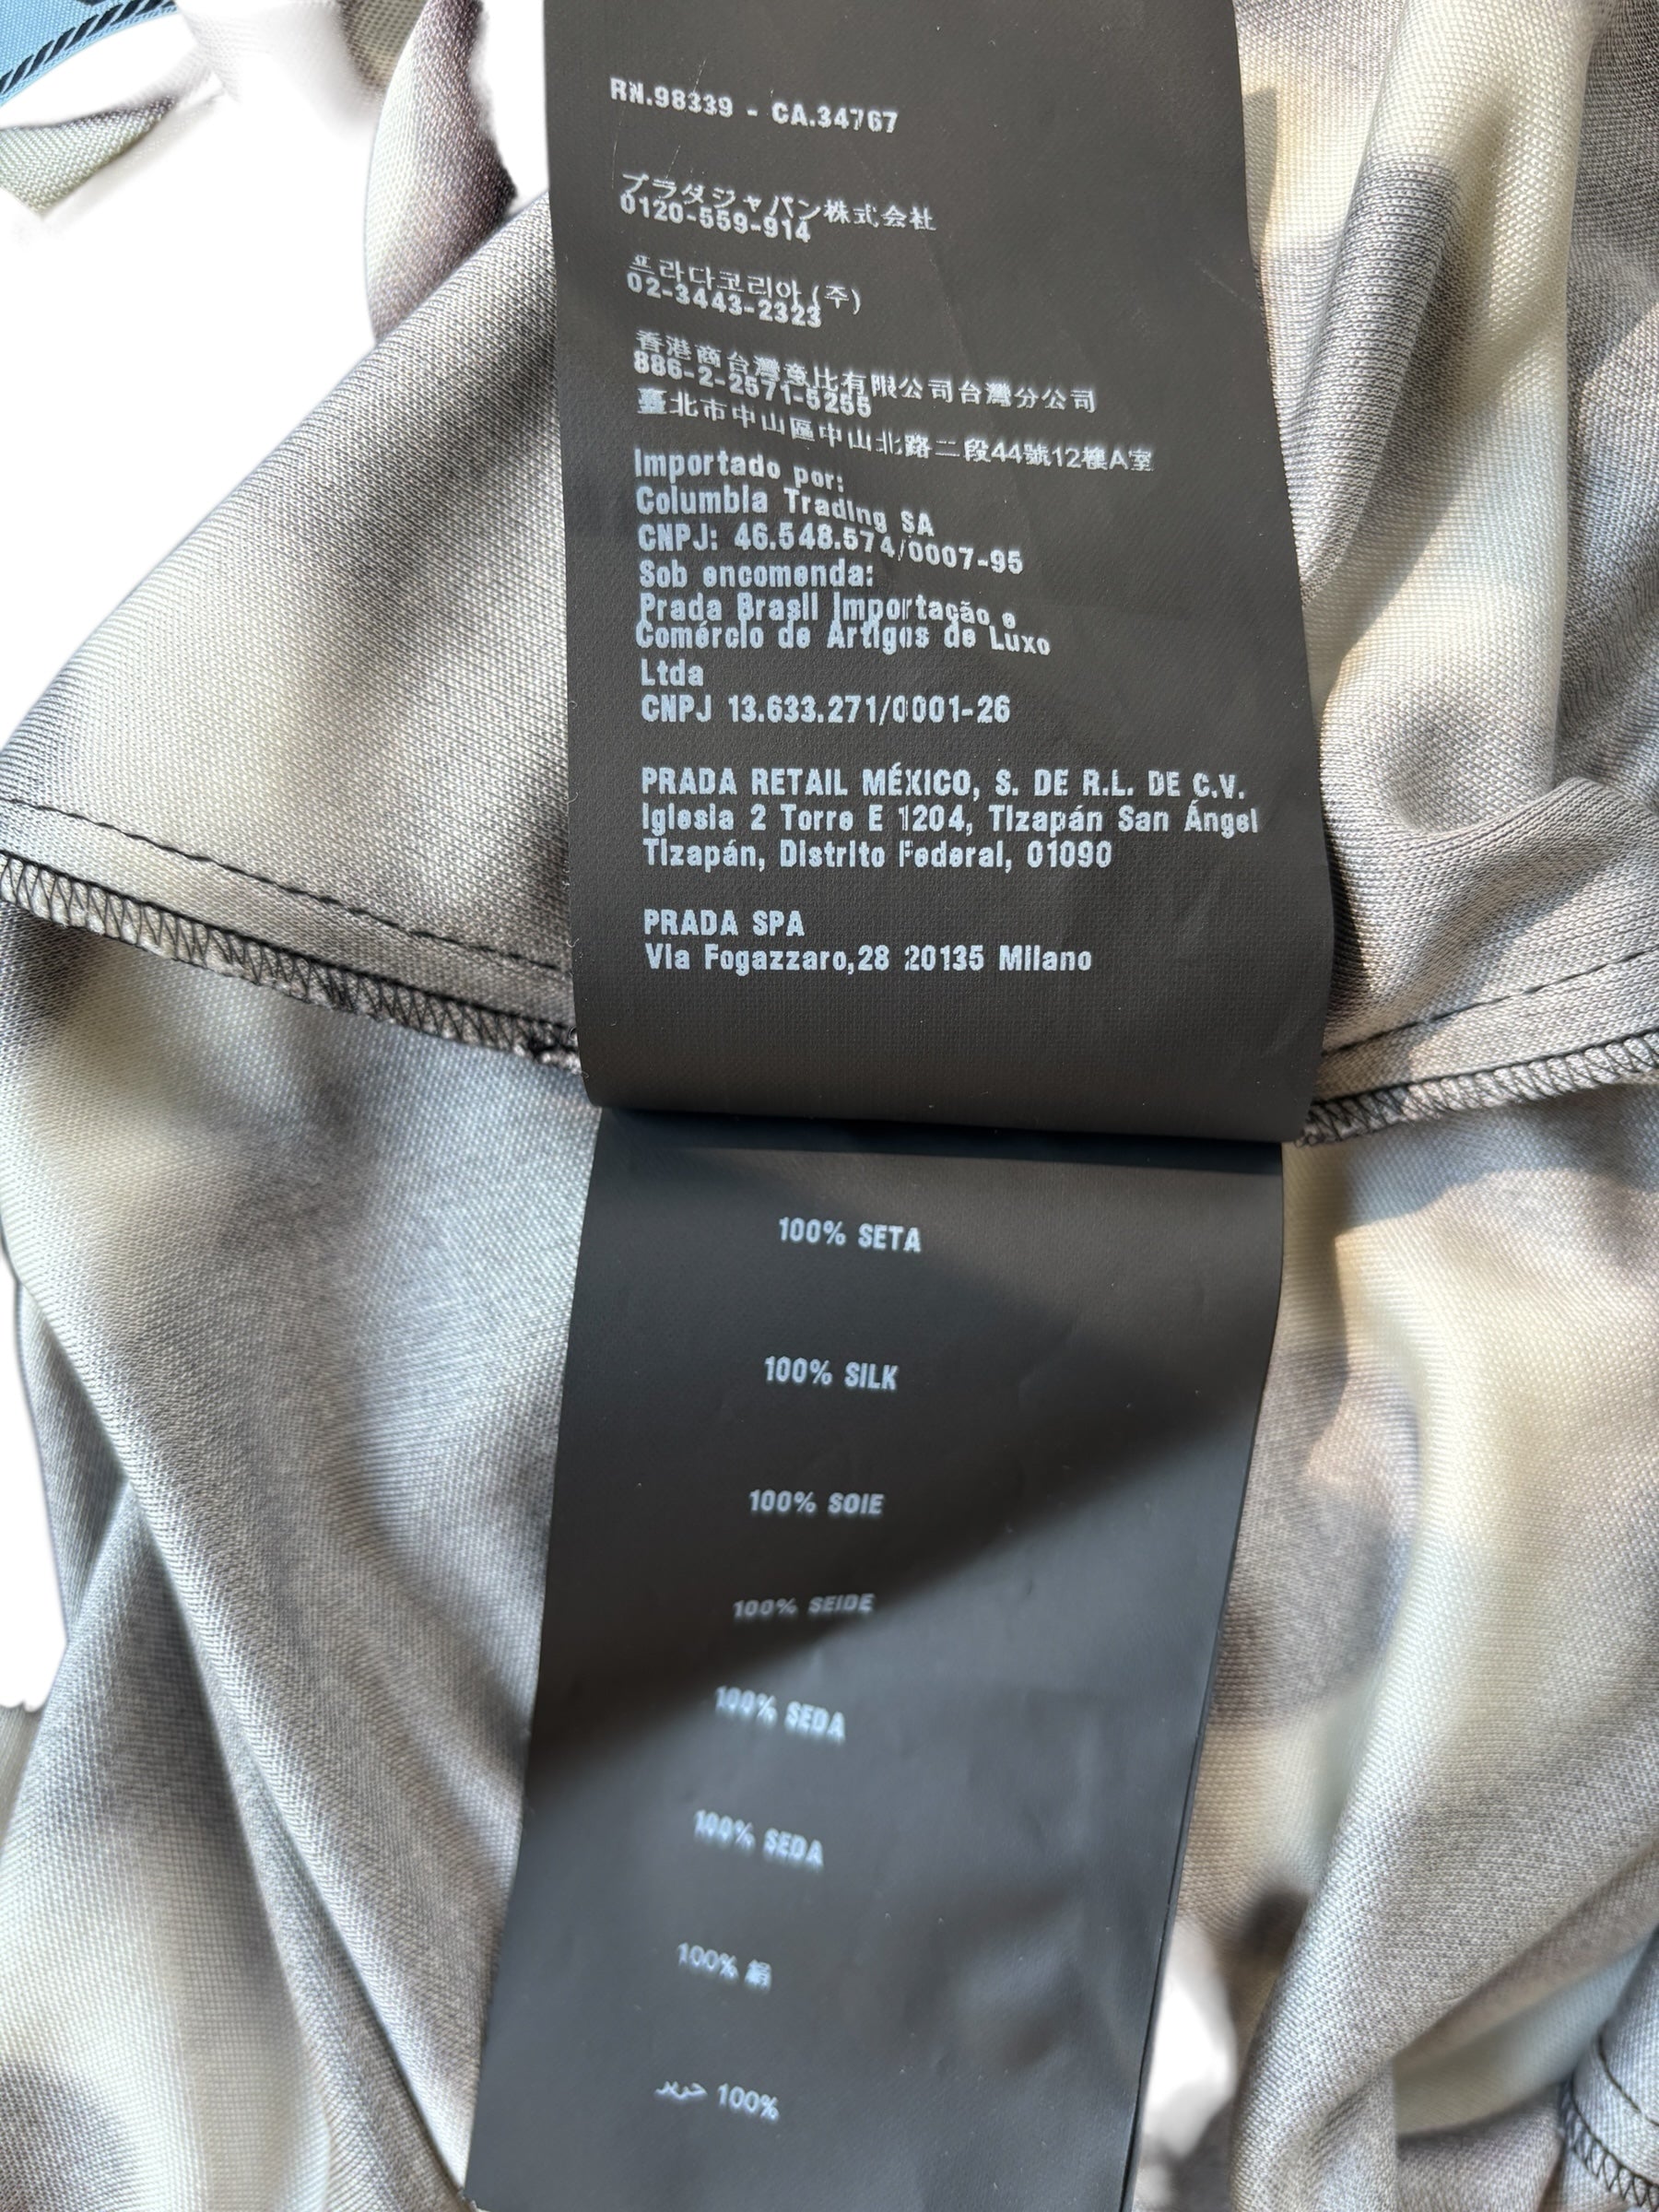 RN.98339 - CA.34767
プラダジャパン株式会社
0120-559-914
프라다코리아(주)
02-3443-2323
香港商台灣普比有限公司台灣分公司
886-2-2571-5255
臺北市中山區中山北路二段44號12樓A室
Importado por:
Columbia Trading SA
CNPJ: 46.548.574/0007-95
Sob encomenda:
Prada Brasil Importação e
Comércio de Artigos de Luxo
Ltda
CNPJ 13.633.271/0001-26
PRADA RETAIL MÉXICO, S. DE R.L. DE C.V.
Iglesia 2 Torre E 1204, Tizapán San Ángel
Tizapán, Distrito Federal, 01090
PRADA SPA
Via Fogazzaro,28 20135 Milano
100% SETA
100% SILK
100% SOIE
100% SEIDE
100% SEDA
100% SEDA
100% 絹
100% حرير